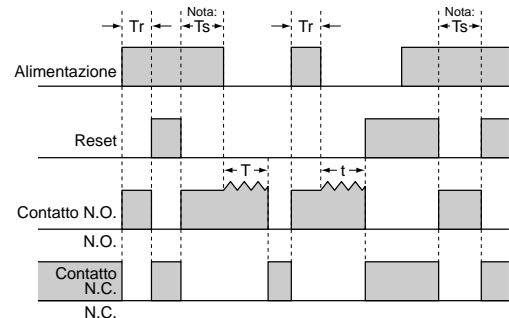 Nota:
Nota:
Tr
Ts
Tr
Ts
Alimentazione
Reset
T
t
Contatto N.O.
N.O.
Contatto
N.C.
N.C.